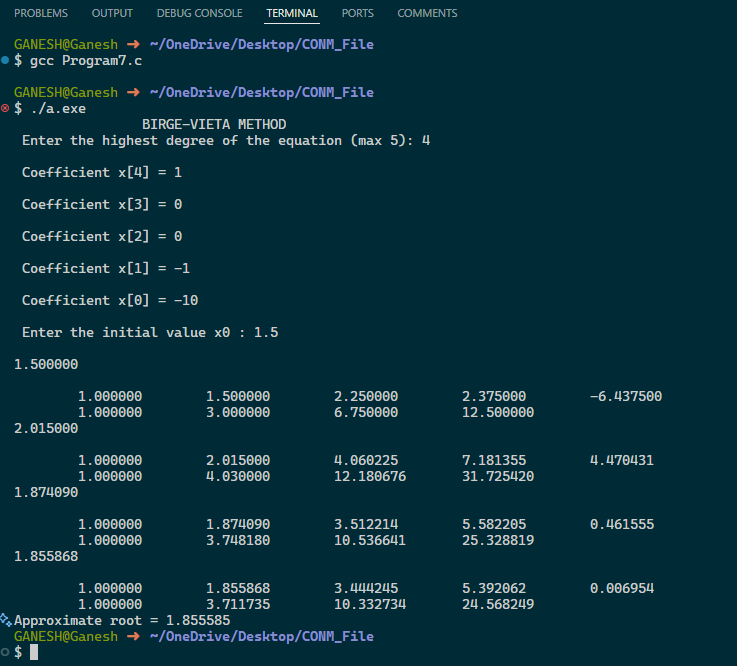 PROBLEMS OUTPUT DEBUG CONSOLE TERMINAL PORTS COMMENTS
GANESH@Ganesh → ~/OneDrive/Desktop/CONM_File
$ gcc Program7.c
GANESH@Ganesh → ~/OneDrive/Desktop/CONM_File
$ ./a.exe
BIRGE-VIETA METHOD
Enter the highest degree of the equation (max 5): 4
Coefficient x[4] = 1
Coefficient x[3] = 0
Coefficient x[2] = 0
Coefficient x[1] = -1
Coefficient x[0] = -10
Enter the initial value x0 : 1.5
1.500000
1.000000 1.500000 2.250000 2.375000 -6.437500
1.000000 3.000000 6.750000 12.500000
2.015000
1.000000 2.015000 4.060225 7.181355 4.470431
1.000000 4.030000 12.180676 31.725420
1.874090
1.000000 1.874090 3.512214 5.582205 0.461555
1.000000 3.748180 10.536641 25.328819
1.855868
1.000000 1.855868 3.444245 5.392062 0.006954
1.000000 3.711735 10.332734 24.568249
Approximate root = 1.855585
GANESH@Ganesh → ~/OneDrive/Desktop/CONM_File
$